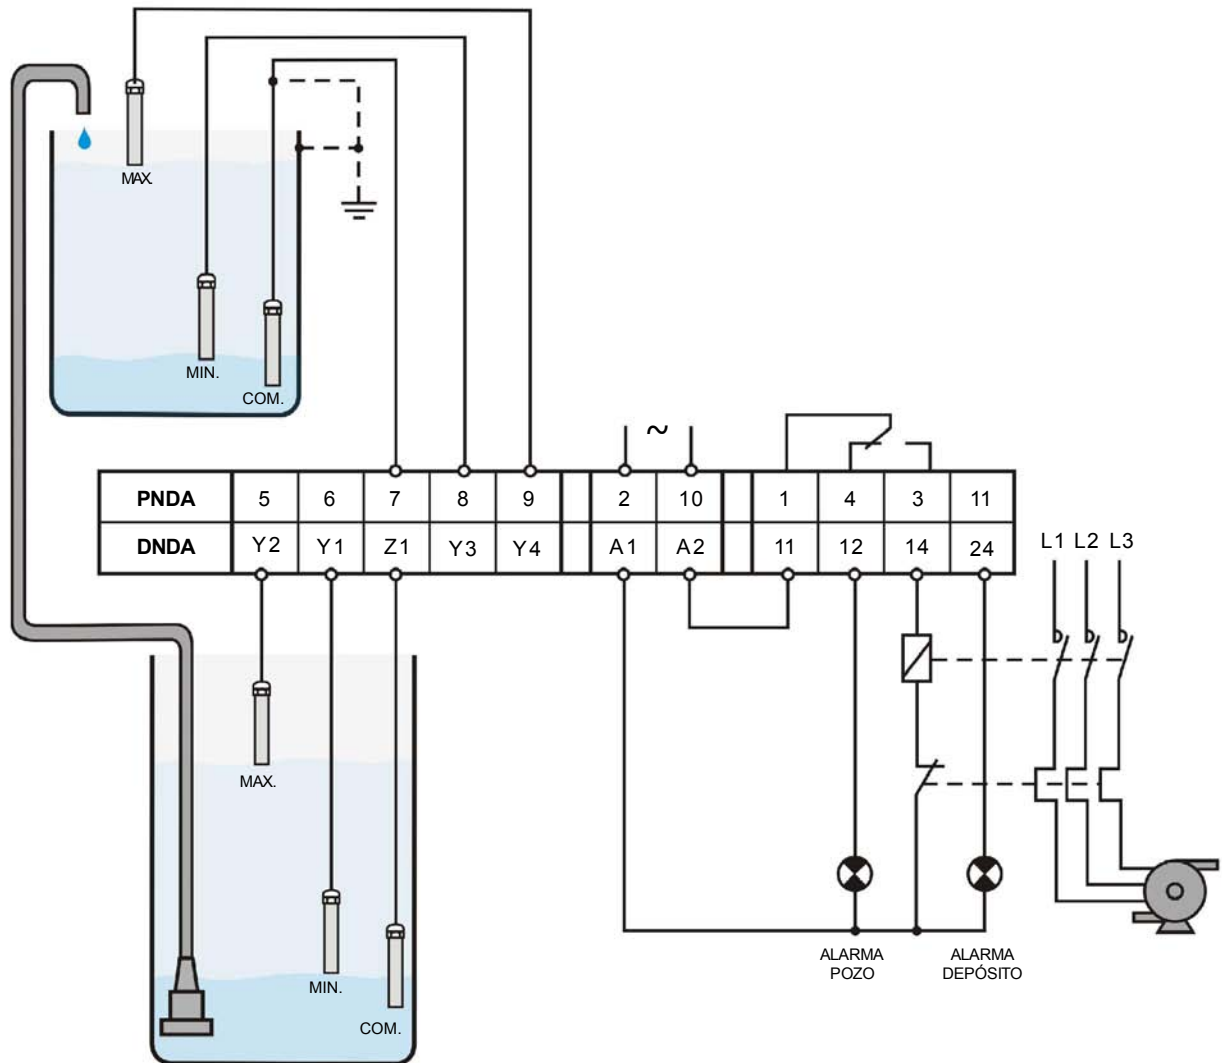 MAX.
MIN.
COM.
~
PNDA 5 6 7 8 9 2 10 1 4 3 11
DNDA Y2 Y1 Z1 Y3 Y4 A1 A2 11 12 14 24
L1 L2 L3
MAX.
MIN.
COM.
ALARMA
POZO
ALARMA
DEPÓSITO